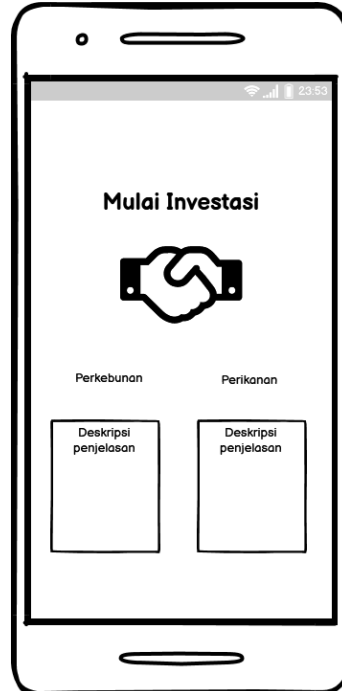 23:53
Mulai Investasi
Perkebunan
Perikanan
Deskripsi
penjelasan
Deskripsi
penjelasan